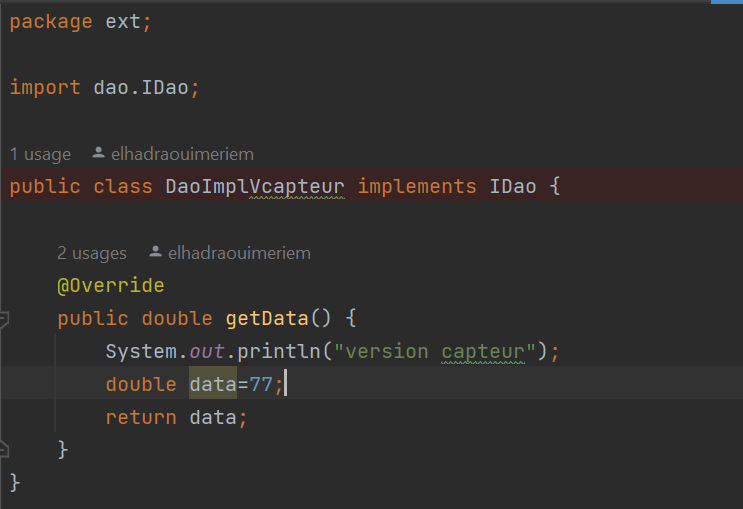 package ext;
import dao.IDao;
1 usage elhadraouimeriem
public class DaoImplVcapteur implements IDao {
2 usages elhadraouimeriem
@Override
public double getData() {
System.out.println("version capteur");
double data=77;
return data;
}
}